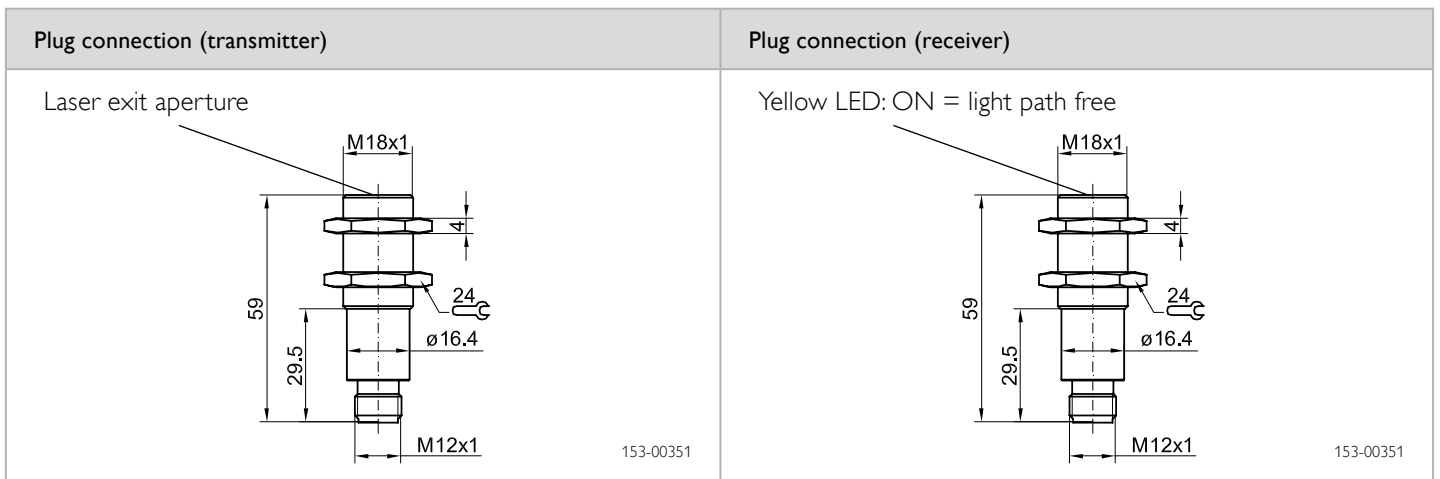 Plug connection (transmitter)
Plug connection (receiver)
Laser exit aperture
M18x1
4
59
24
29.5
ø16.4
M12x1
153-00351
Yellow LED: ON = light path free
M18x1
4
59
24
29.5
ø16.4
M12x1
153-00351